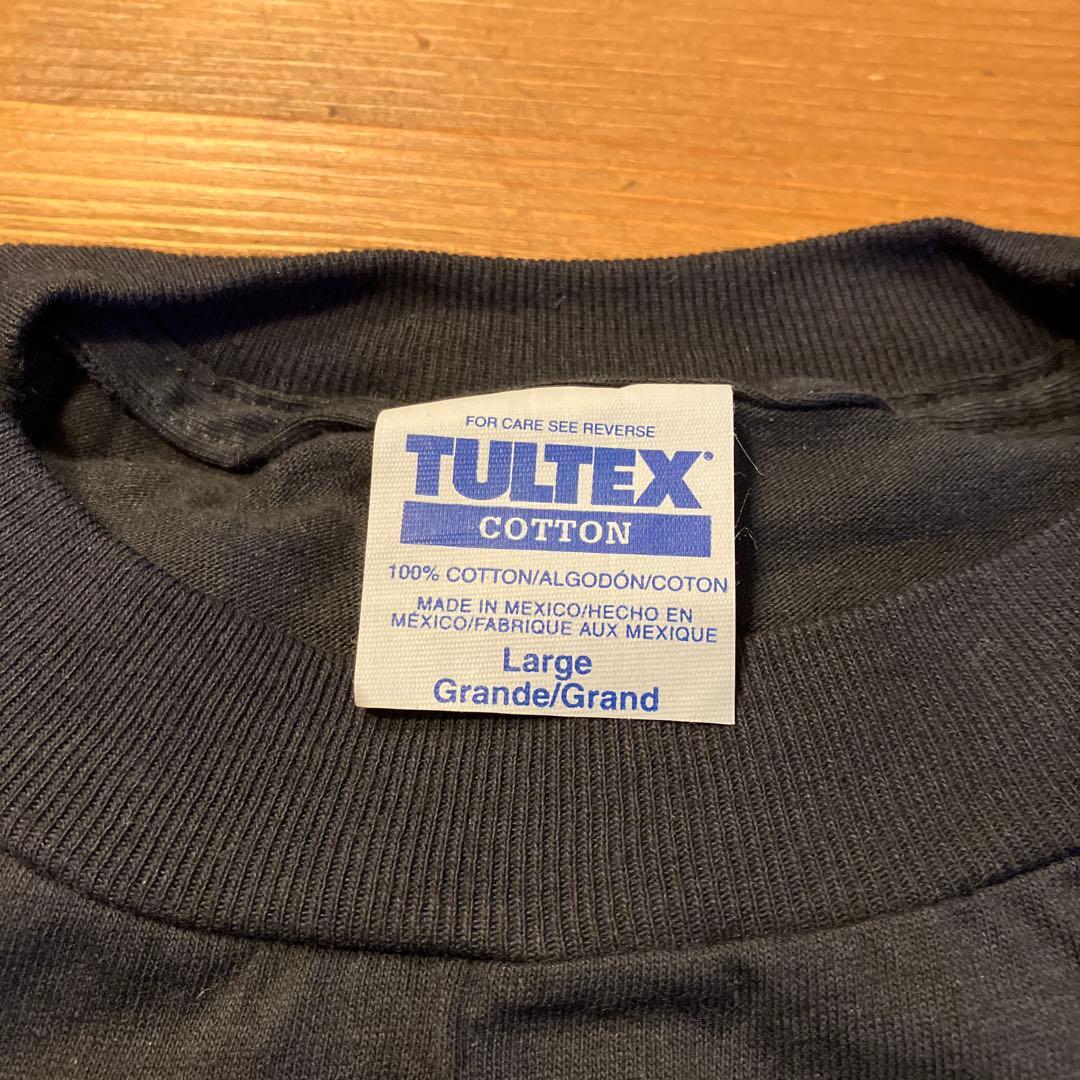 FOR CARE SEE REVERSE
TULTEX®
COTTON
100% COTTON/ALGODÓN/COTON
MADE IN MEXICO/HECHO EN
MÉXICO/FABRIQUE AUX MEXIQUE
Large
Grande/Grand